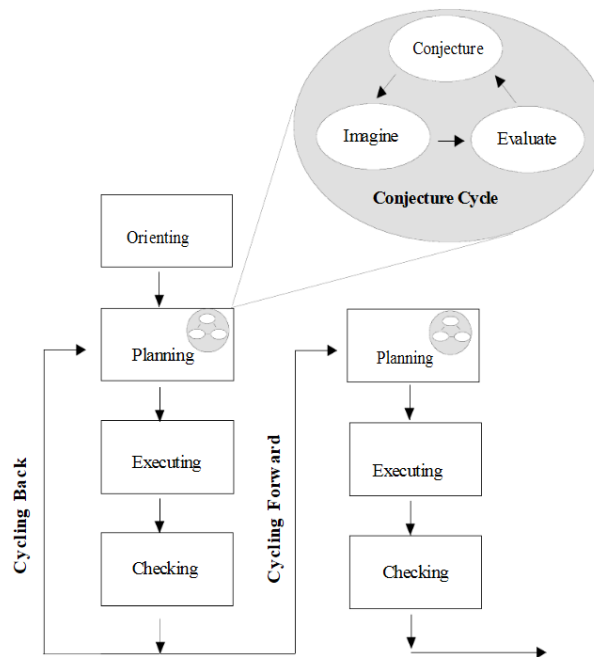 Conjecture
Imagine
Evaluate
Conjecture Cycle
Orienting
Planning
Planning
Executing
Executing
Checking
Checking
Cycling Back
Cycling Forward